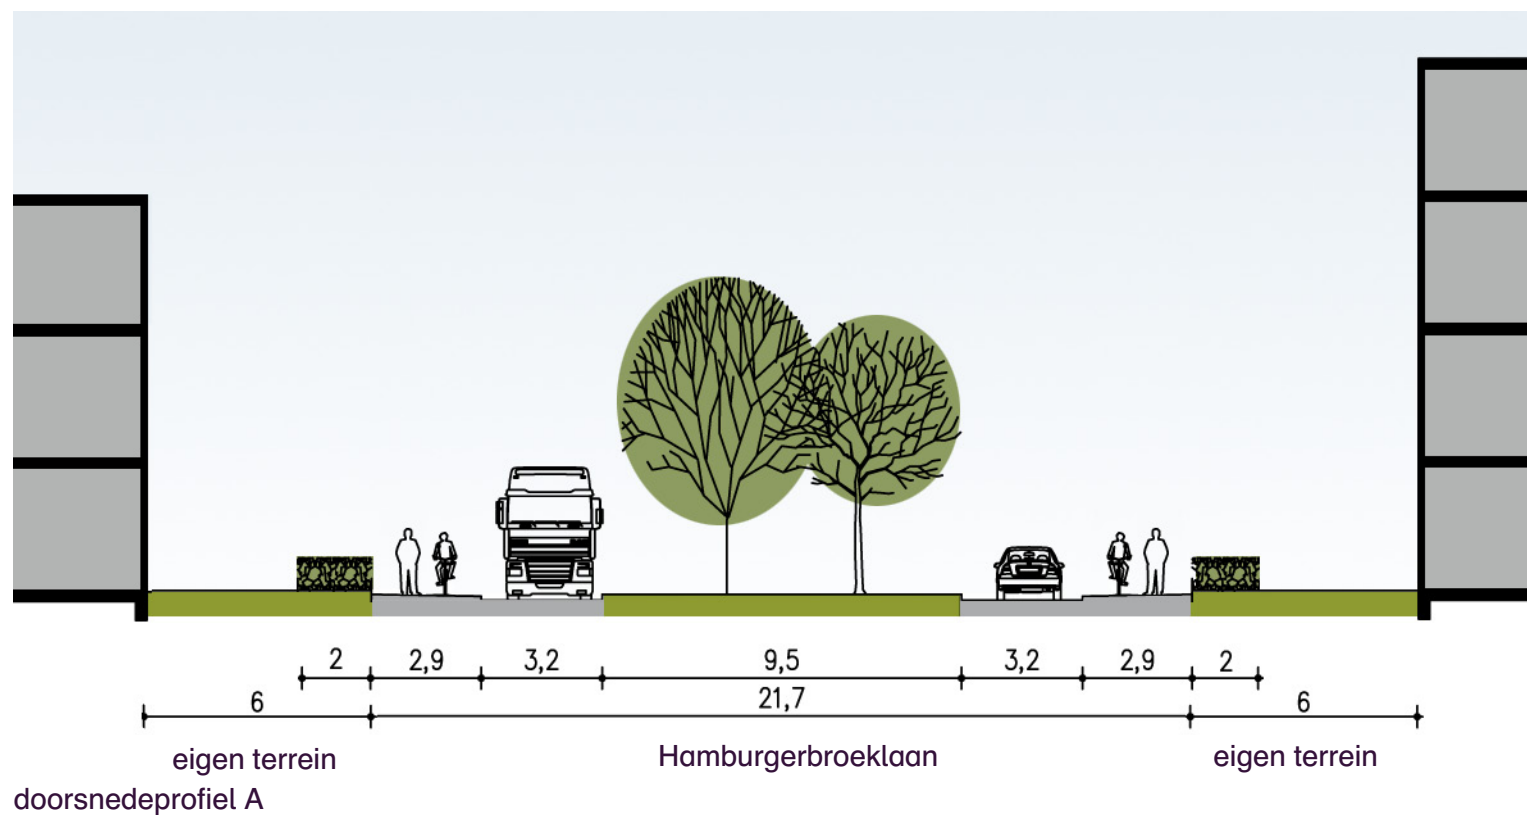 2 2,9 3,2 9,5 3,2 2,9 2
6 21,7 6
eigen terrein Hamburgerbroeklaan eigen terrein
doorsnedeprofiel A